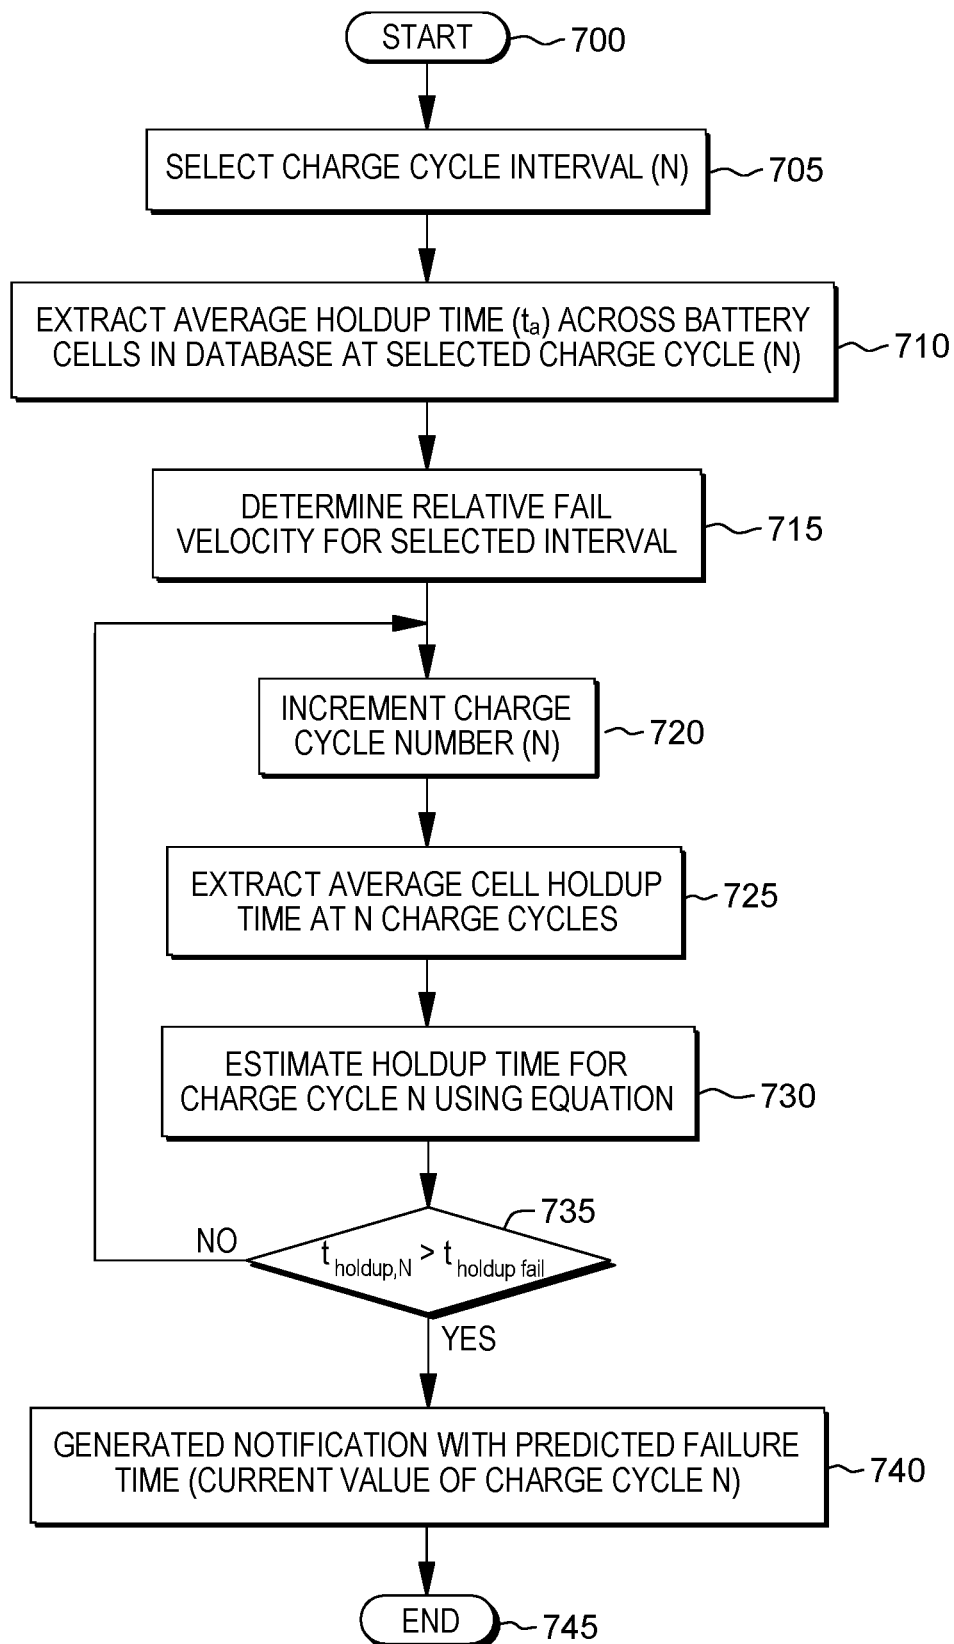 START
700
SELECT CHARGE CYCLE INTERVAL (N)
705
EXTRACT AVERAGE HOLDUP TIME (ta) ACROSS BATTERY
CELLS IN DATABASE AT SELECTED CHARGE CYCLE (N)
710
DETERMINE RELATIVE FAIL
VELOCITY FOR SELECTED INTERVAL
715
INCREMENT CHARGE
CYCLE NUMBER (N)
720
EXTRACT AVERAGE CELL HOLDUP
TIME AT N CHARGE CYCLES
725
ESTIMATE HOLDUP TIME FOR
CHARGE CYCLE N USING EQUATION
730
735
NO
t holdup,N > t holdup fail
YES
GENERATED NOTIFICATION WITH PREDICTED FAILURE
TIME (CURRENT VALUE OF CHARGE CYCLE N)
740
END
745